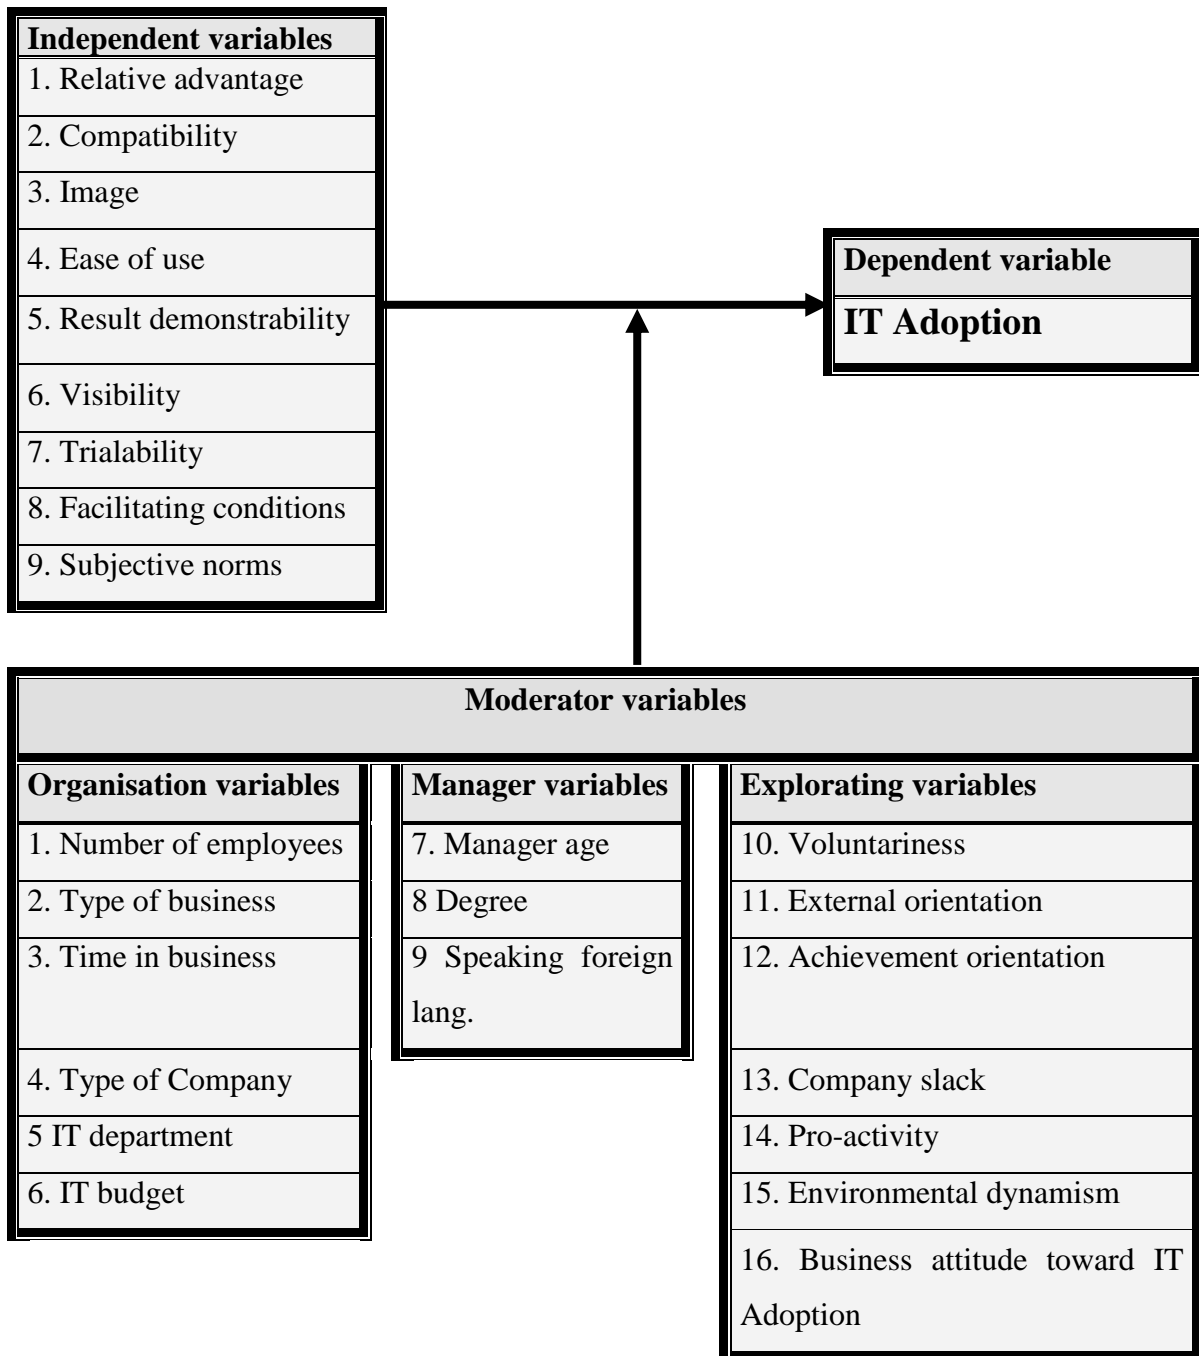 Independent variables
1. Relative advantage
2. Compatibility
3. Image
4. Ease of use
5. Result demonstrability
6. Visibility
7. Trialability
8. Facilitating conditions
9. Subjective norms
Dependent variable
IT Adoption
Moderator variables
Organisation variables
1. Number of employees
2. Type of business
3. Time in business
4. Type of Company
5 IT department
6. IT budget
Manager variables
7. Manager age
8 Degree
9 Speaking foreign
lang.
Explorating variables
10. Voluntariness
11. External orientation
12. Achievement orientation
13. Company slack
14. Pro-activity
15. Environmental dynamism
16. Business attitude toward IT
Adoption